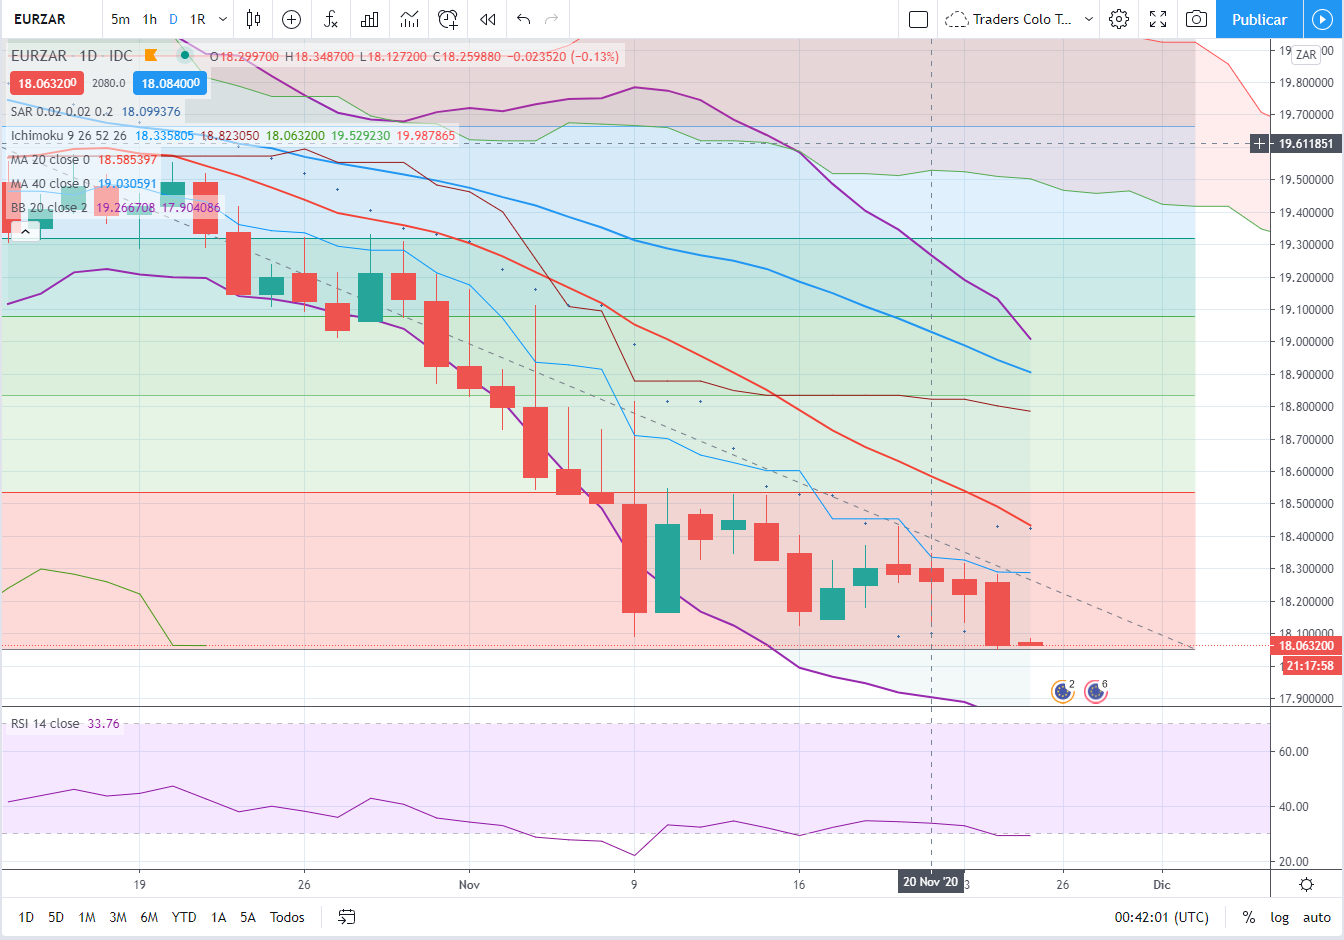 EURZAR 5m 1h D 1R Traders Colo T... Publicar
EURZAR · 1D · IDC O18.299700 H18.348700 L18.127200 C18.259880 −0.023520 (−0.13%)
18.063200 2080.0 18.084000
SAR 0.02 0.02 0.2 18.099376
Ichimoku 9 26 52 26 18.335805 18.823050 18.063200 19.529230 19.987865
MA 20 close 0 18.585397
MA 40 close 0 19.030591
BB 20 close 2 19.266708 17.904086
ZAR
19.800000
19.700000
19.611851
19.500000
19.400000
19.300000
19.200000
19.100000
19.000000
18.900000
18.800000
18.700000
18.600000
18.500000
18.400000
18.300000
18.200000
18.100000
18.063200
21:17:58
17.900000
2 6
RSI 14 close 33.76
60.00
40.00
20.00
19 26 Nov 9 16 20 Nov '20 3 26 Dic
1D 5D 1M 3M 6M YTD 1A 5A Todos 00:42:01 (UTC) % log auto